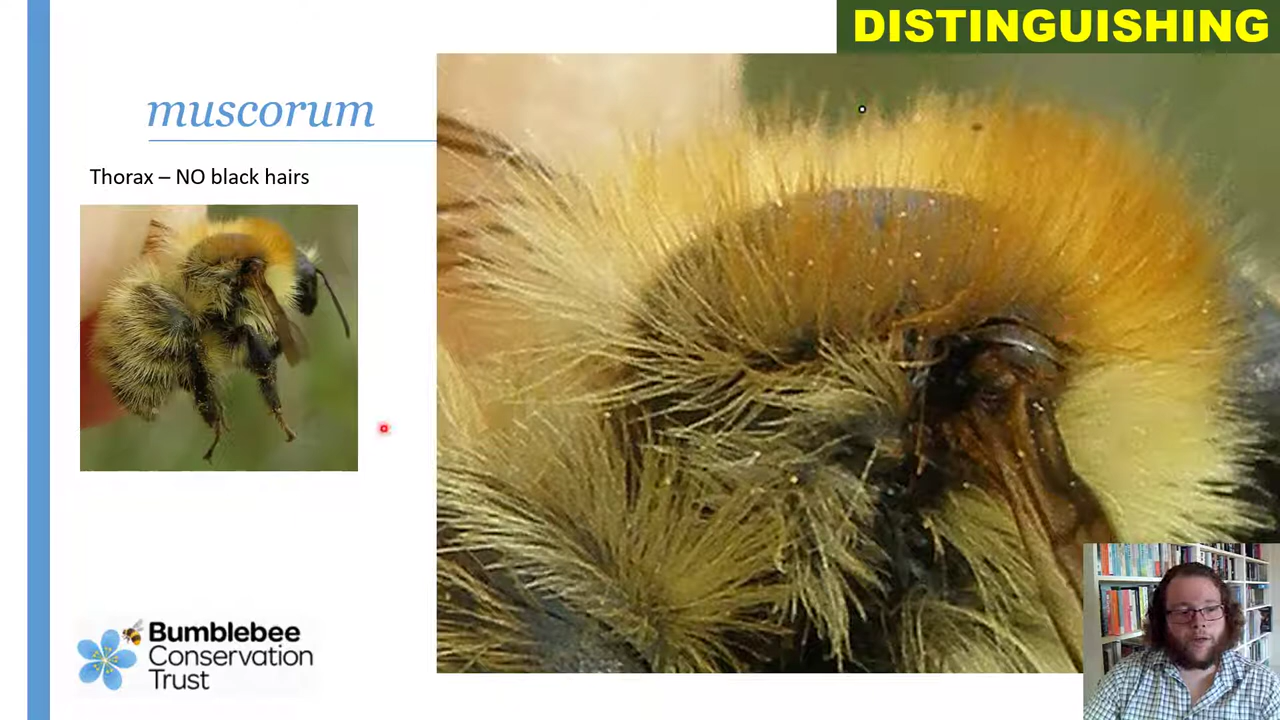 DISTINGUISHING
muscorum
Thorax – NO black hairs
Bumblebee
Conservation
Trust